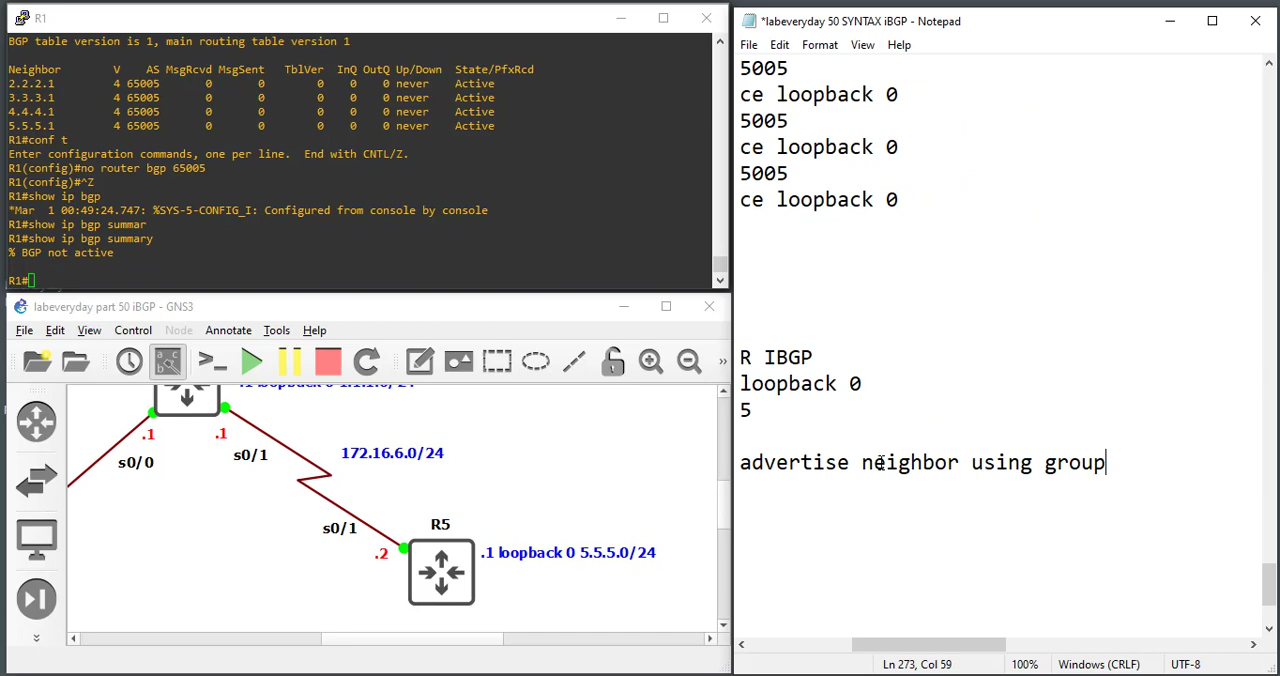 R1
BGP table version is 1, main routing table version 1
Neighbor V AS MsgRcvd MsgSent TblVer InQ OutQ Up/Down State/PfxRcd
2.2.2.1 4 65005 0 0 0 0 0 never Active
3.3.3.1 4 65005 0 0 0 0 0 never Active
4.4.4.1 4 65005 0 0 0 0 0 never Active
5.5.5.1 4 65005 0 0 0 0 0 never Active
R1#conf t
Enter configuration commands, one per line. End with CNTL/Z.
R1(config)#no router bgp 65005
R1(config)#^Z
R1#show ip bgp
*Mar 1 00:49:24.747: %SYS-5-CONFIG_I: Configured from console by console
R1#show ip bgp summar
R1#show ip bgp summary
% BGP not active
R1#
labeveryday part 50 iBGP - GNS3
File Edit View Control Node Annotate Tools Help
.1 loopback 0 1.1.1.0/24
.1
.1
s0/0
s0/1
172.16.6.0/24
s0/1
R5
.2
.1 loopback 0 5.5.5.0/24
*labeveryday 50 SYNTAX iBGP - Notepad
File Edit Format View Help
5005
ce loopback 0
5005
ce loopback 0
5005
ce loopback 0
R IBGP
loopback 0
5
advertise neighbor using group
Ln 273, Col 59 100% Windows (CRLF) UTF-8